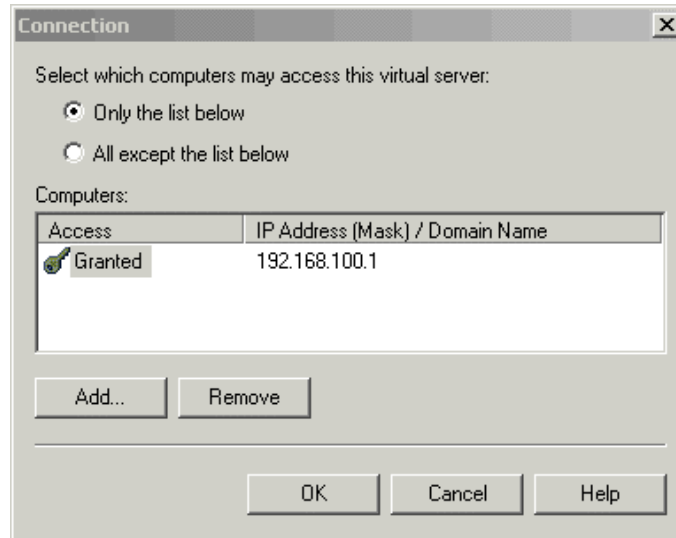 Connection
Select which computers may access this virtual server:
Only the list below
All except the list below
Computers:
Access IP Address (Mask) / Domain Name
Granted 192.168.100.1
Add... Remove
OK Cancel Help